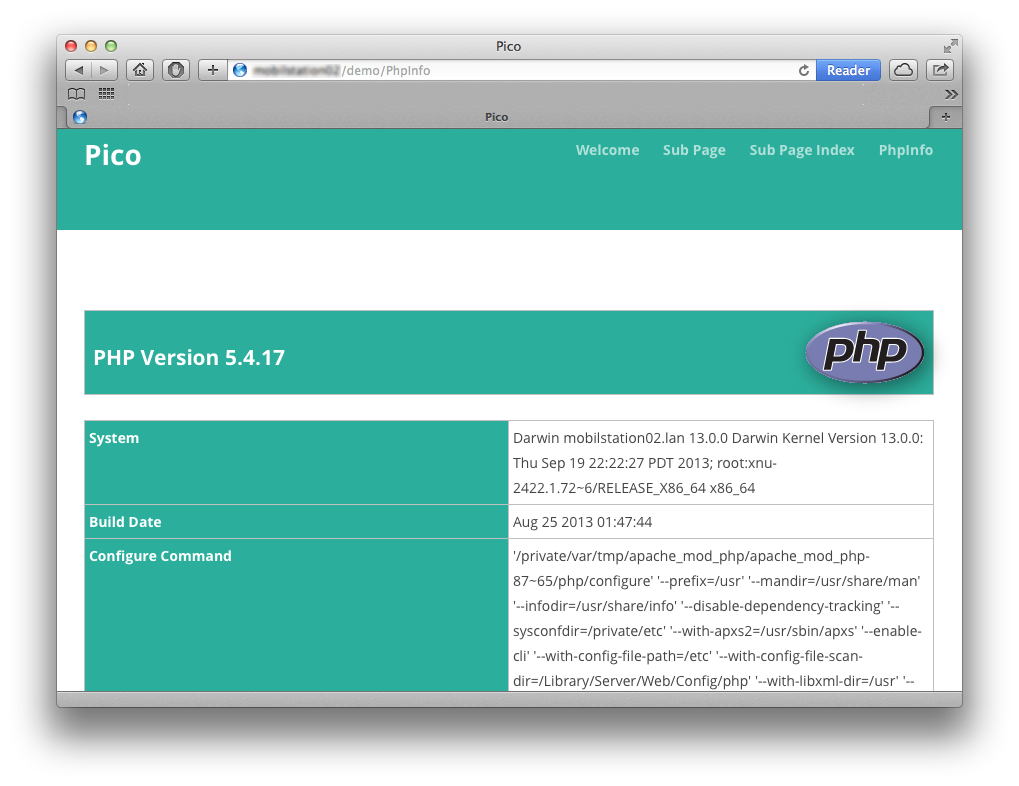 Pico
mobilstation02/demo/PhpInfo
Reader
Pico
Pico
Welcome Sub Page Sub Page Index PhpInfo
PHP Version 5.4.17
php
System
Darwin mobilstation02.lan 13.0.0 Darwin Kernel Version 13.0.0:
Thu Sep 19 22:22:27 PDT 2013; root:xnu-
2422.1.72~6/RELEASE_X86_64 x86_64
Build Date
Aug 25 2013 01:47:44
Configure Command
'/private/var/tmp/apache_mod_php/apache_mod_php-
87~65/php/configure' '--prefix=/usr' '--mandir=/usr/share/man'
'--infodir=/usr/share/info' '--disable-dependency-tracking' '--
sysconfdir=/private/etc' '--with-apxs2=/usr/sbin/apxs' '--enable-
cli' '--with-config-file-path=/etc' '--with-config-file-scan-
dir=/Library/Server/Web/Config/php' '--with-libxml-dir=/usr' '--